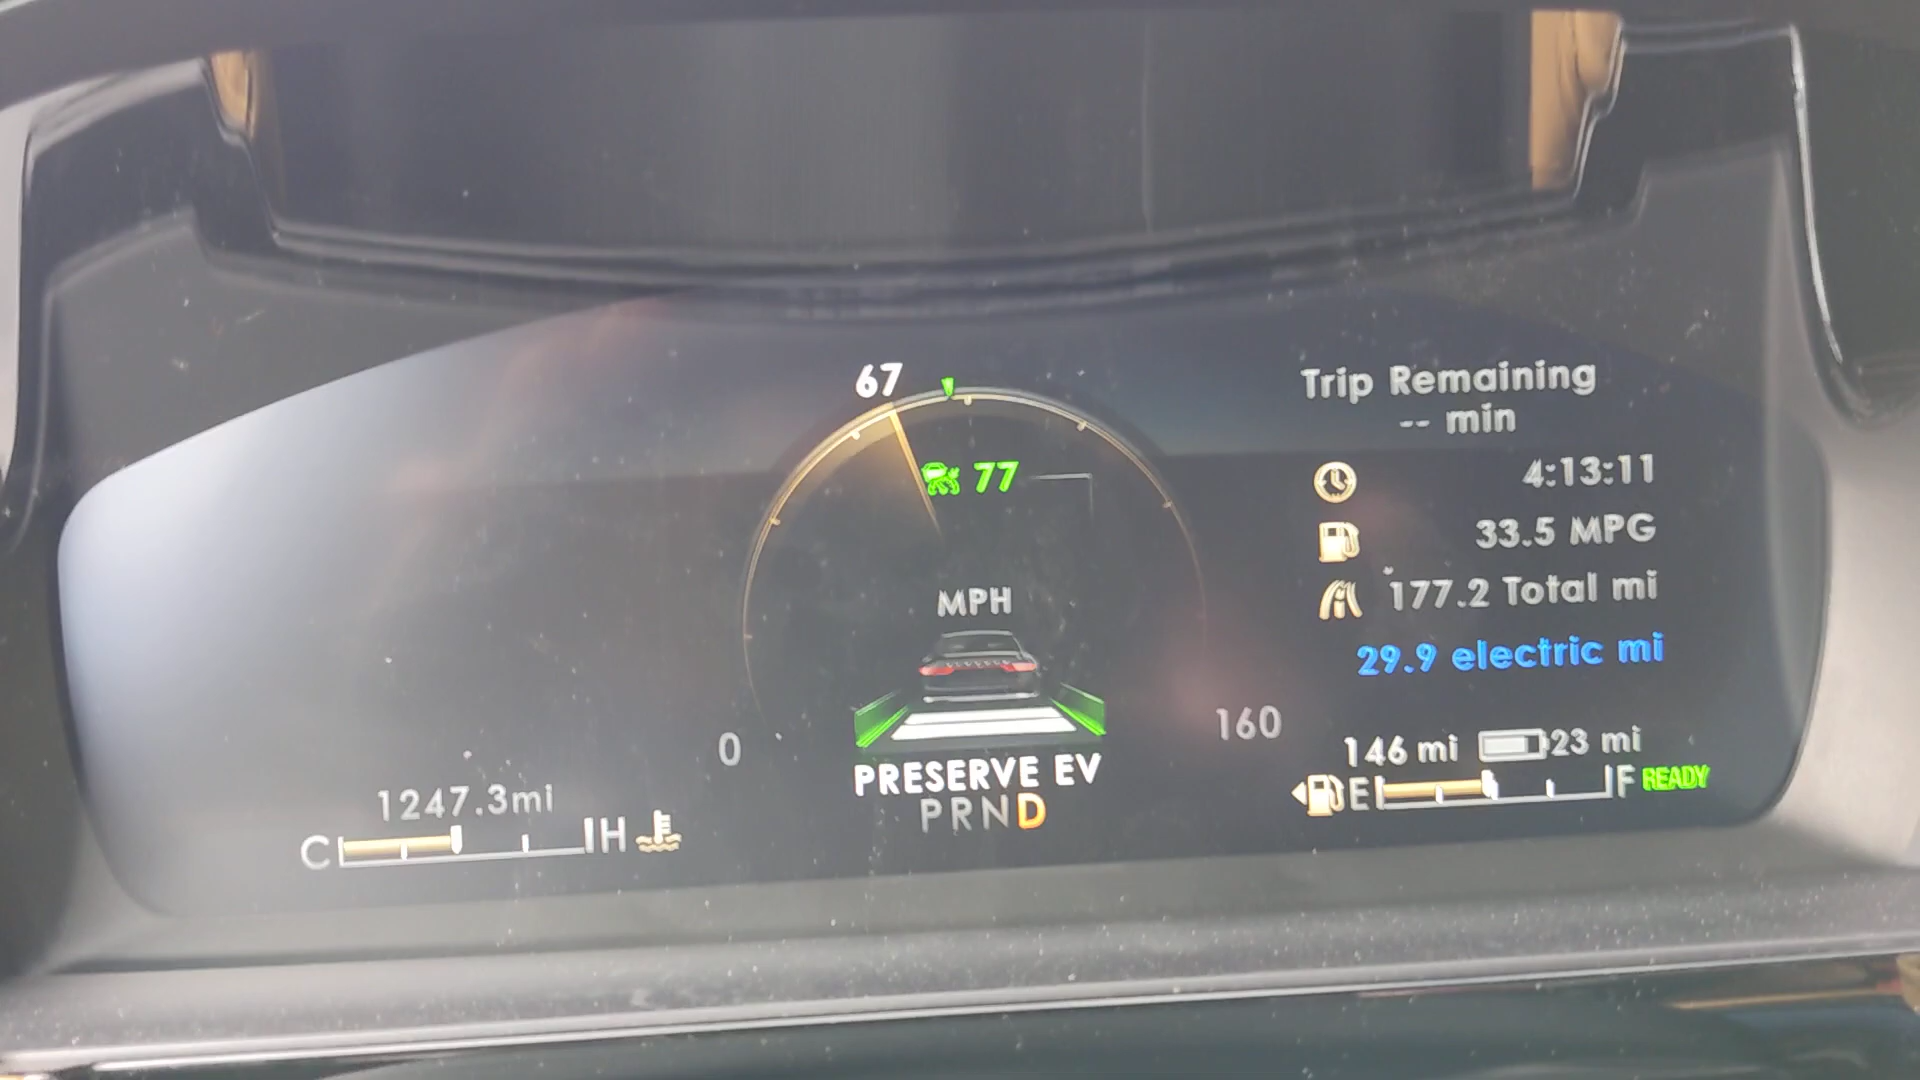 67
77
MPH
0
160
PRESERVE EV
PRND
1247.3mi
C H
Trip Remaining
-- min
4:13:11
33.5 MPG
177.2 Total mi
29.9 electric mi
146 mi 23 mi
E F READY